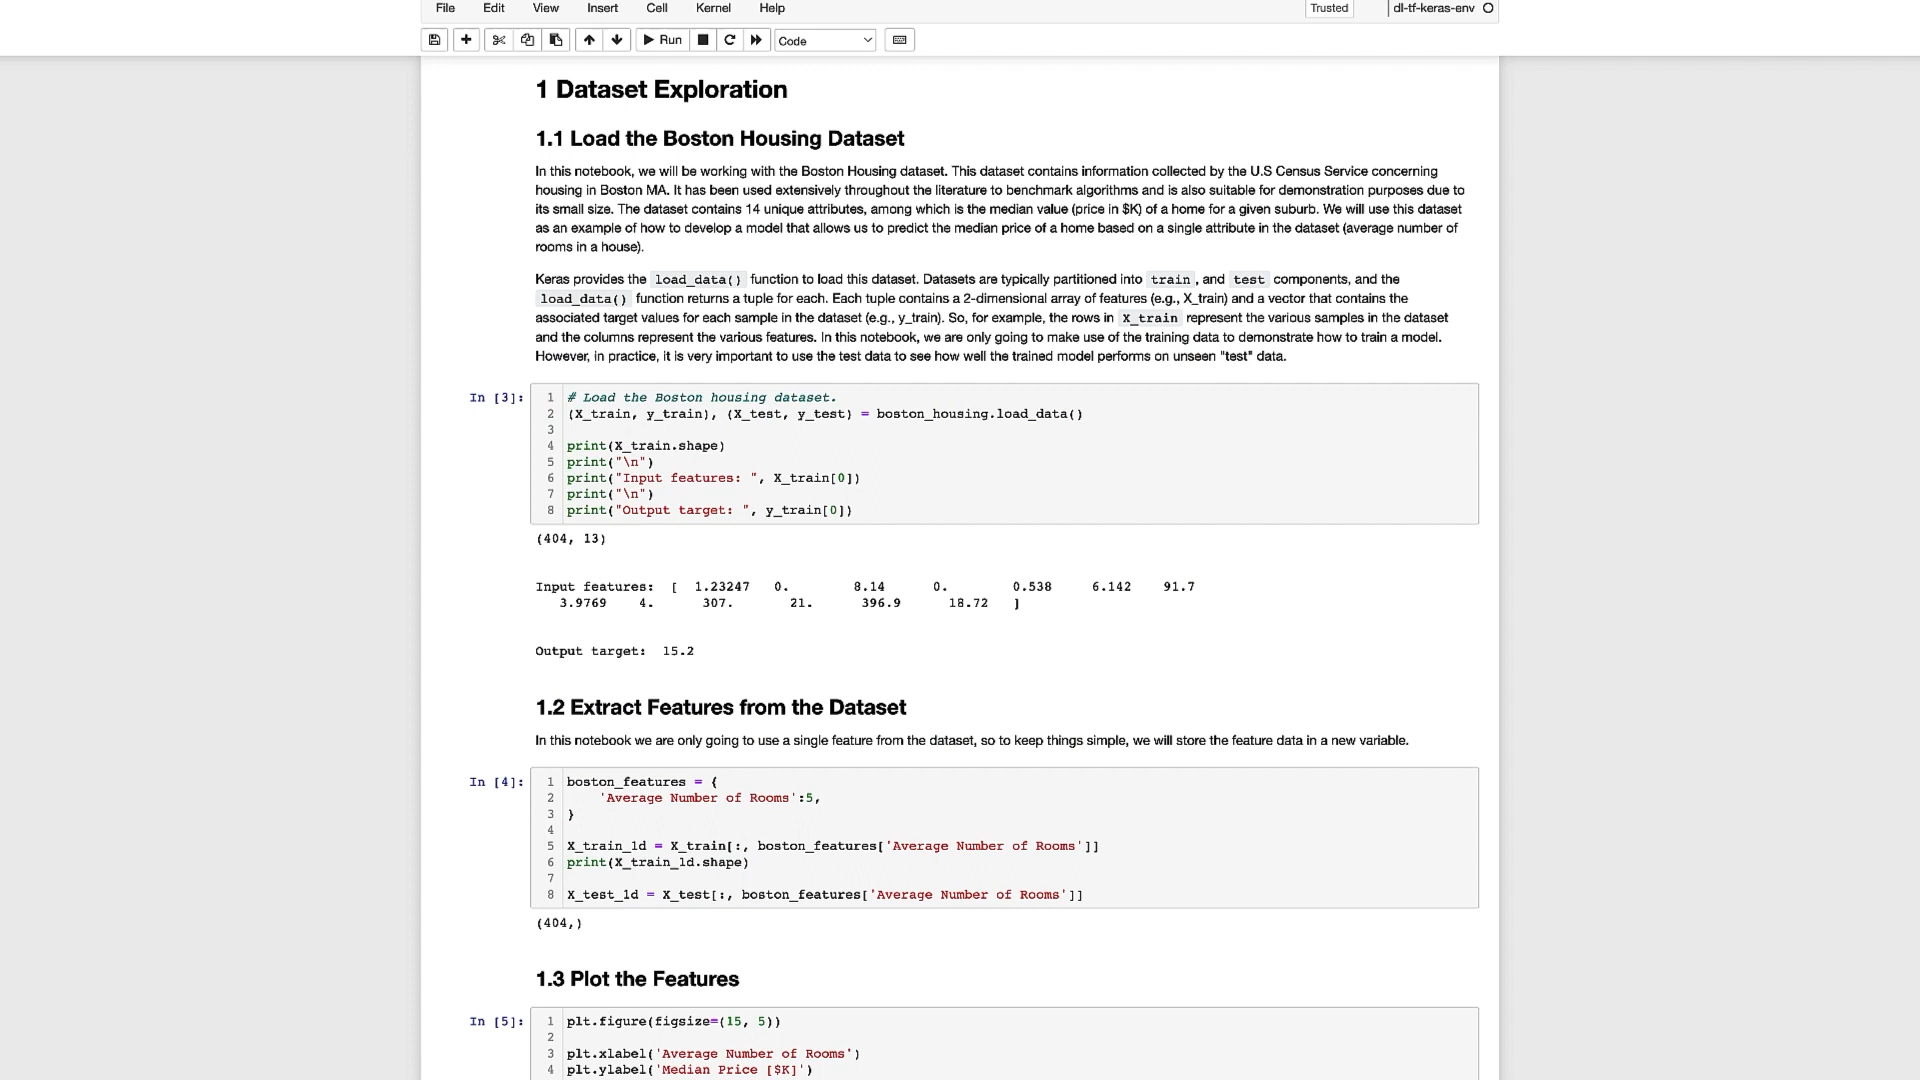 File Edit View Insert Cell Kernel Help Trusted dl-tf-keras-env
Run Code
1 Dataset Exploration
1.1 Load the Boston Housing Dataset
In this notebook, we will be working with the Boston Housing dataset. This dataset contains information collected by the U.S Census Service concerning
housing in Boston MA. It has been used extensively throughout the literature to benchmark algorithms and is also suitable for demonstration purposes due to
its small size. The dataset contains 14 unique attributes, among which is the median value (price in $K) of a home for a given suburb. We will use this dataset
as an example of how to develop a model that allows us to predict the median price of a home based on a single attribute in the dataset (average number of
rooms in a house).
Keras provides the load_data() function to load this dataset. Datasets are typically partitioned into train , and test components, and the
load_data() function returns a tuple for each. Each tuple contains a 2-dimensional array of features (e.g., X_train) and a vector that contains the
associated target values for each sample in the dataset (e.g., y_train). So, for example, the rows in X_train represent the various samples in the dataset
and the columns represent the various features. In this notebook, we are only going to make use of the training data to demonstrate how to train a model.
However, in practice, it is very important to use the test data to see how well the trained model performs on unseen "test" data.
In [3]: 1 # Load the Boston housing dataset.
2 (X_train, y_train), (X_test, y_test) = boston_housing.load_data()
3
4 print(X_train.shape)
5 print("\n")
6 print("Input features: ", X_train[0])
7 print("\n")
8 print("Output target: ", y_train[0])
(404, 13)
Input features: [ 1.23247 0. 8.14 0. 0.538 6.142 91.7
3.9769 4. 307. 21. 396.9 18.72 ]
Output target: 15.2
1.2 Extract Features from the Dataset
In this notebook we are only going to use a single feature from the dataset, so to keep things simple, we will store the feature data in a new variable.
In [4]: 1 boston_features = {
2 'Average Number of Rooms':5,
3 }
4
5 X_train_1d = X_train[:, boston_features['Average Number of Rooms']]
6 print(X_train_1d.shape)
7
8 X_test_1d = X_test[:, boston_features['Average Number of Rooms']]
(404,)
1.3 Plot the Features
In [5]: 1 plt.figure(figsize=(15, 5))
2
3 plt.xlabel('Average Number of Rooms')
4 plt.ylabel('Median Price [$K]')